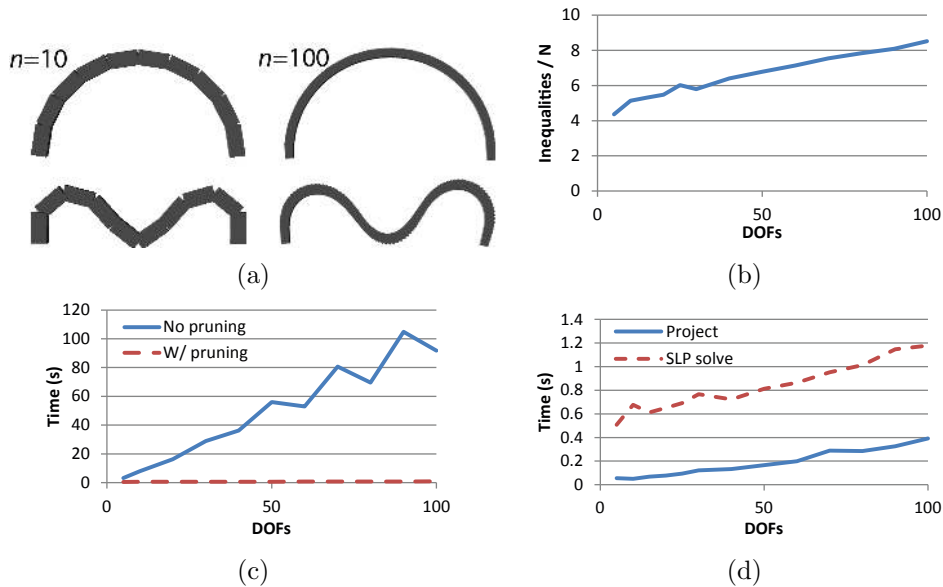 n=10
n=100
(a)
10
8
6
4
2
0
Inequalities / N
0
50
100
DOFs
(b)
120
100
80
60
40
20
0
Time (s)
No pruning
W/ pruning
0
50
100
DOFs
(c)
1.4
1.2
1
0.8
0.6
0.4
0.2
0
Time (s)
Project
SLP solve
0
50
100
DOFs
(d)